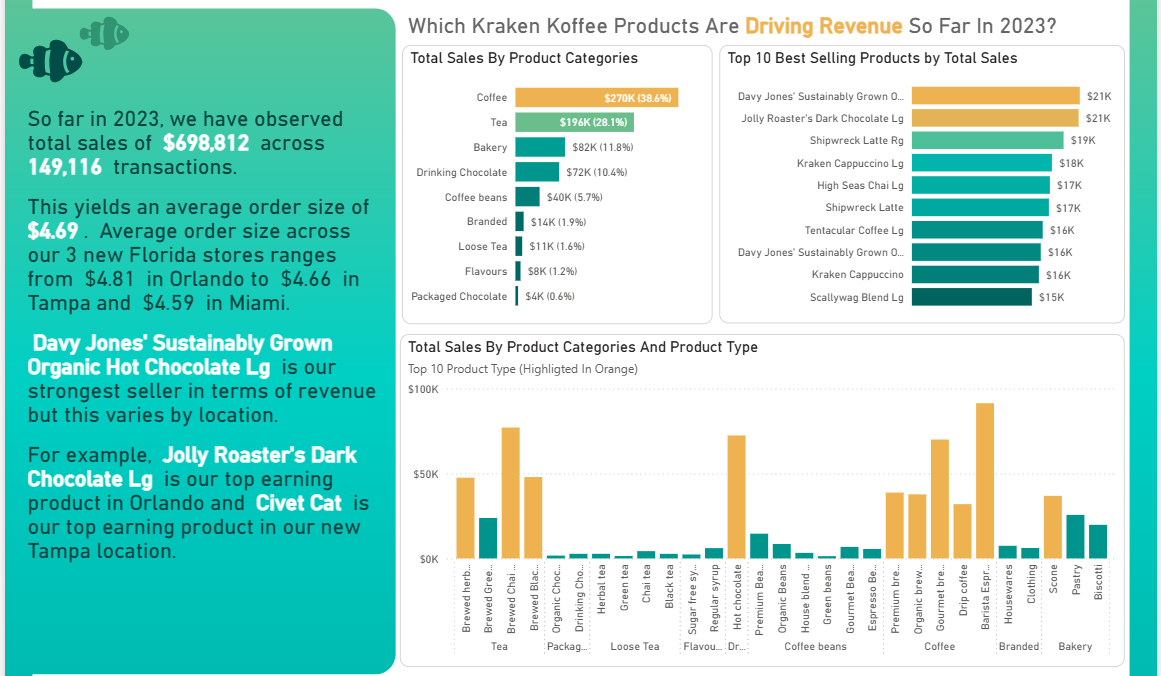 Which Kraken Koffee Products Are Driving Revenue So Far In 2023?
So far in 2023, we have observed
total sales of $698,812 across
149,116 transactions.
This yields an average order size of
$4.69 . Average order size across
our 3 new Florida stores ranges
from $4.81 in Orlando to $4.66 in
Tampa and $4.59 in Miami.
Davy Jones' Sustainably Grown
Organic Hot Chocolate Lg is our
strongest seller in terms of revenue
but this varies by location.
For example, Jolly Roaster's Dark
Chocolate Lg is our top earning
product in Orlando and Civet Cat is
our top earning product in our new
Tampa location.
Total Sales By Product Categories
Coffee $270K (38.6%)
Tea $196K (28.1%)
Bakery $82K (11.8%)
Drinking Chocolate $72K (10.4%)
Coffee beans $40K (5.7%)
Branded $14K (1.9%)
Loose Tea $11K (1.6%)
Flavours $8K (1.2%)
Packaged Chocolate $4K (0.6%)
Top 10 Best Selling Products by Total Sales
Davy Jones' Sustainably Grown O... $21K
Jolly Roaster's Dark Chocolate Lg $21K
Shipwreck Latte Rg $19K
Kraken Cappuccino Lg $18K
High Seas Chai Lg $17K
Shipwreck Latte $17K
Tentacular Coffee Lg $16K
Davy Jones' Sustainably Grown O... $16K
Kraken Cappuccino $16K
Scallywag Blend Lg $15K
Total Sales By Product Categories And Product Type
Top 10 Product Type (Highligted In Orange)
$100K
$50K
$0K
Brewed herb...
Brewed Gree...
Brewed Chai ...
Brewed Blac...
Organic Choc...
Drinking Cho...
Herbal tea
Green tea
Chai tea
Black tea
Sugar free sy...
Regular syrup
Hot chocolate
Premium Bea...
Organic Beans
House blend ...
Green beans
Gourmet Bea...
Espresso Be...
Premium bre...
Organic brew...
Gourmet bre...
Drip coffee
Barista Espr...
Housewares
Clothing
Scone
Pastry
Biscotti
Tea Packag... Loose Tea Flavou... Dr... Coffee beans Coffee Branded Bakery